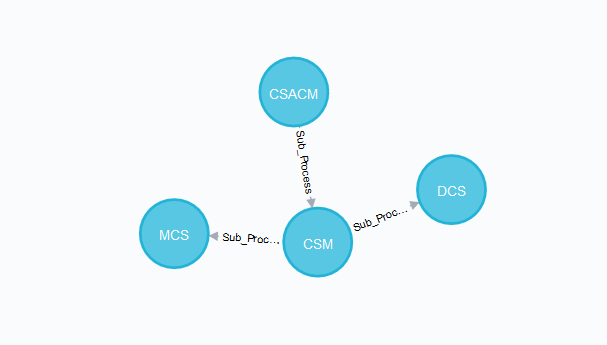 CSACM
Sub_Process
DCS
Sub_Proc...
MCS
Sub_Proc...
CSM